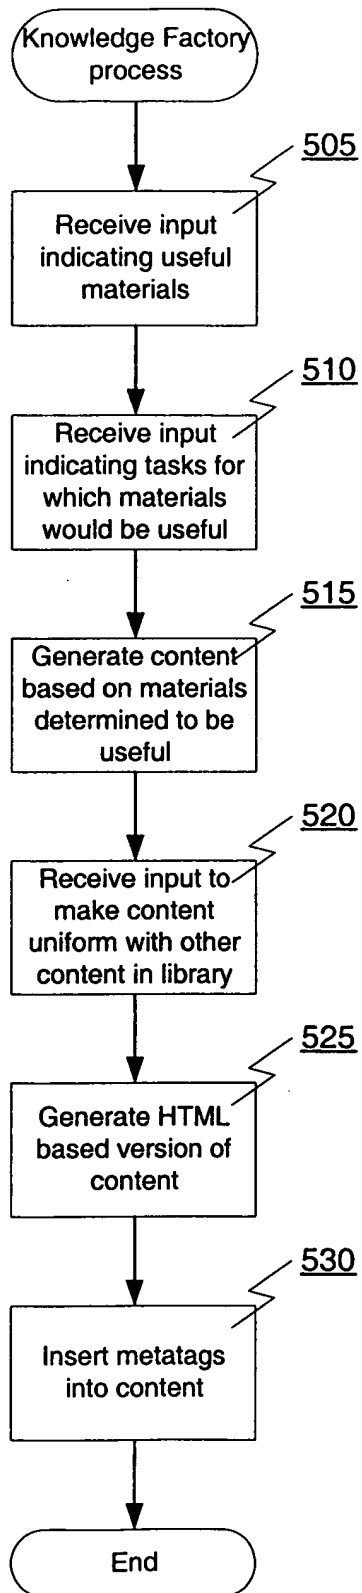 Knowledge Factory
process
505
Receive input
indicating useful
materials
510
Receive input
indicating tasks for
which materials
would be useful
515
Generate content
based on materials
determined to be
useful
520
Receive input to
make content
uniform with other
content in library
525
Generate HTML
based version of
content
530
Insert metatags
into content
End